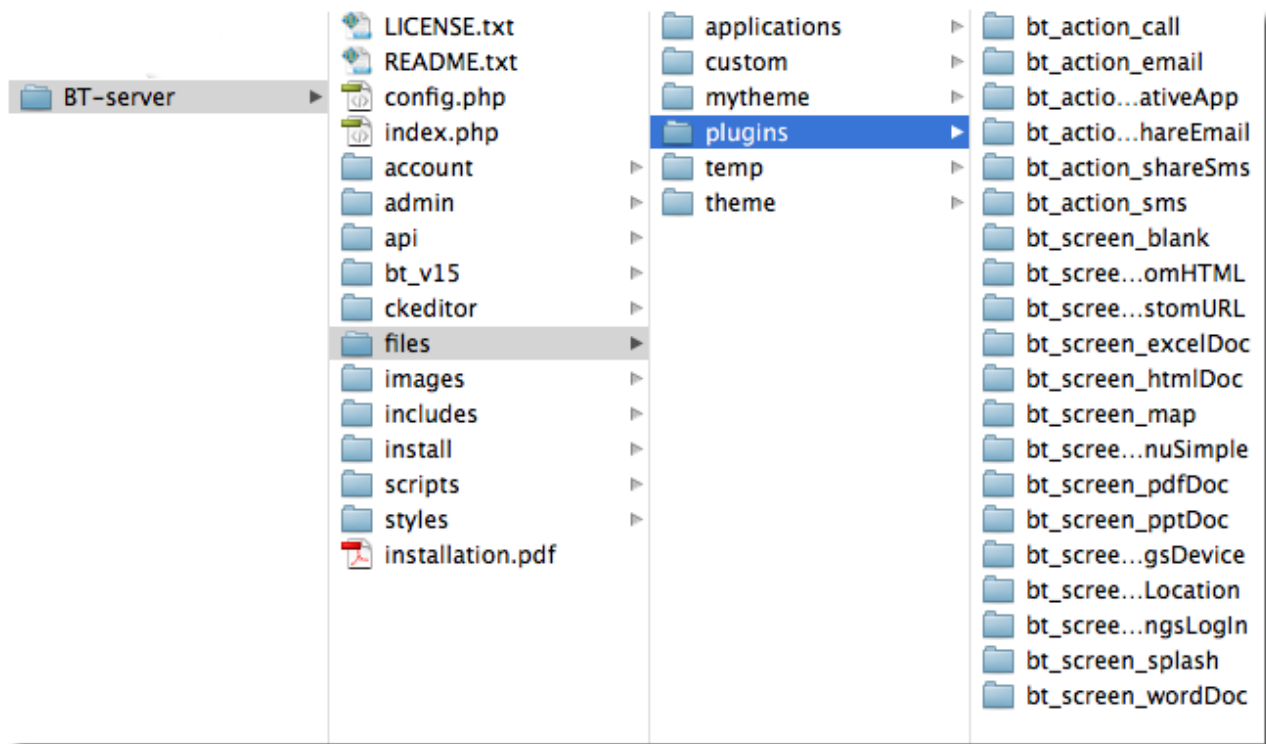 BT-server
LICENSE.txt
README.txt
config.php
index.php
account
admin
api
bt_v15
ckeditor
files
images
includes
install
scripts
styles
installation.pdf
applications
custom
mytheme
plugins
temp
theme
bt_action_call
bt_action_email
bt_actio...ativeApp
bt_actio...hareEmail
bt_action_shareSms
bt_action_sms
bt_screen_blank
bt_scree...omHTML
bt_scree...stomURL
bt_screen_excelDoc
bt_screen_htmlDoc
bt_screen_map
bt_scree...nuSimple
bt_screen_pdfDoc
bt_screen_pptDoc
bt_scree...gsDevice
bt_scree...Location
bt_scree...ngsLogIn
bt_screen_splash
bt_screen_wordDoc